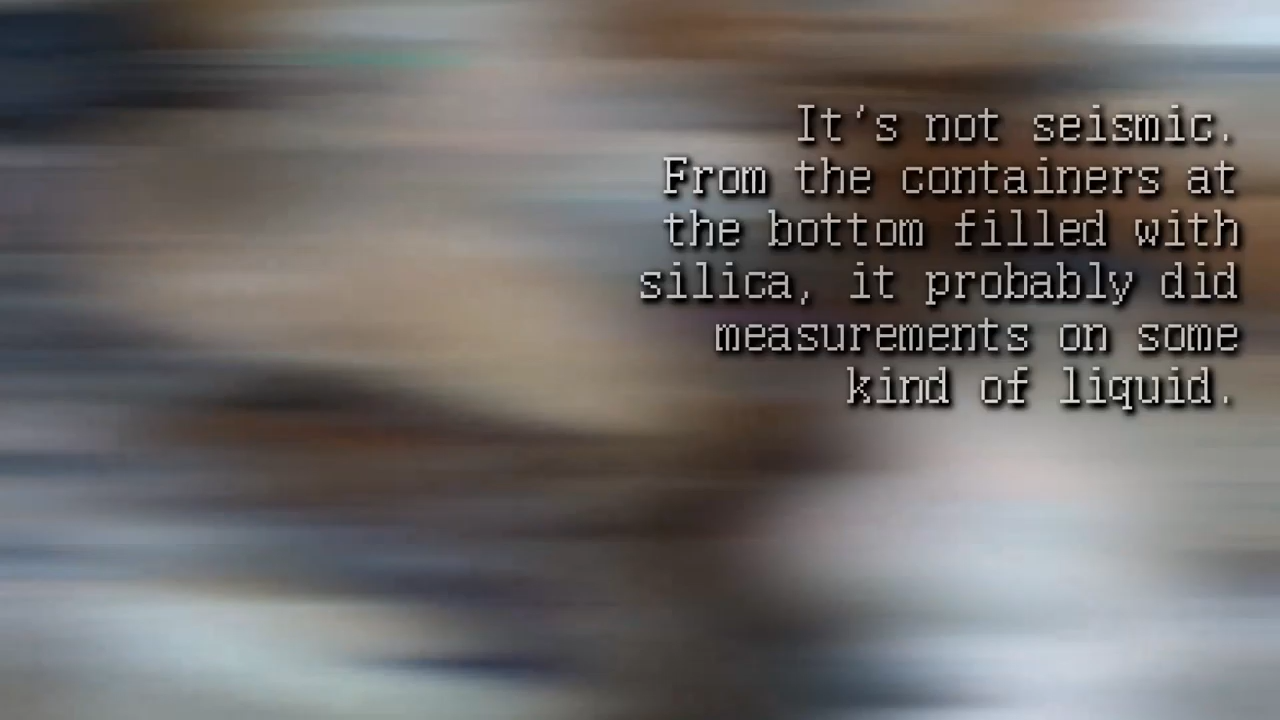 It's not seismic.
From the containers at
the bottom filled with
silica, it probably did
measurements on some
kind of liquid.